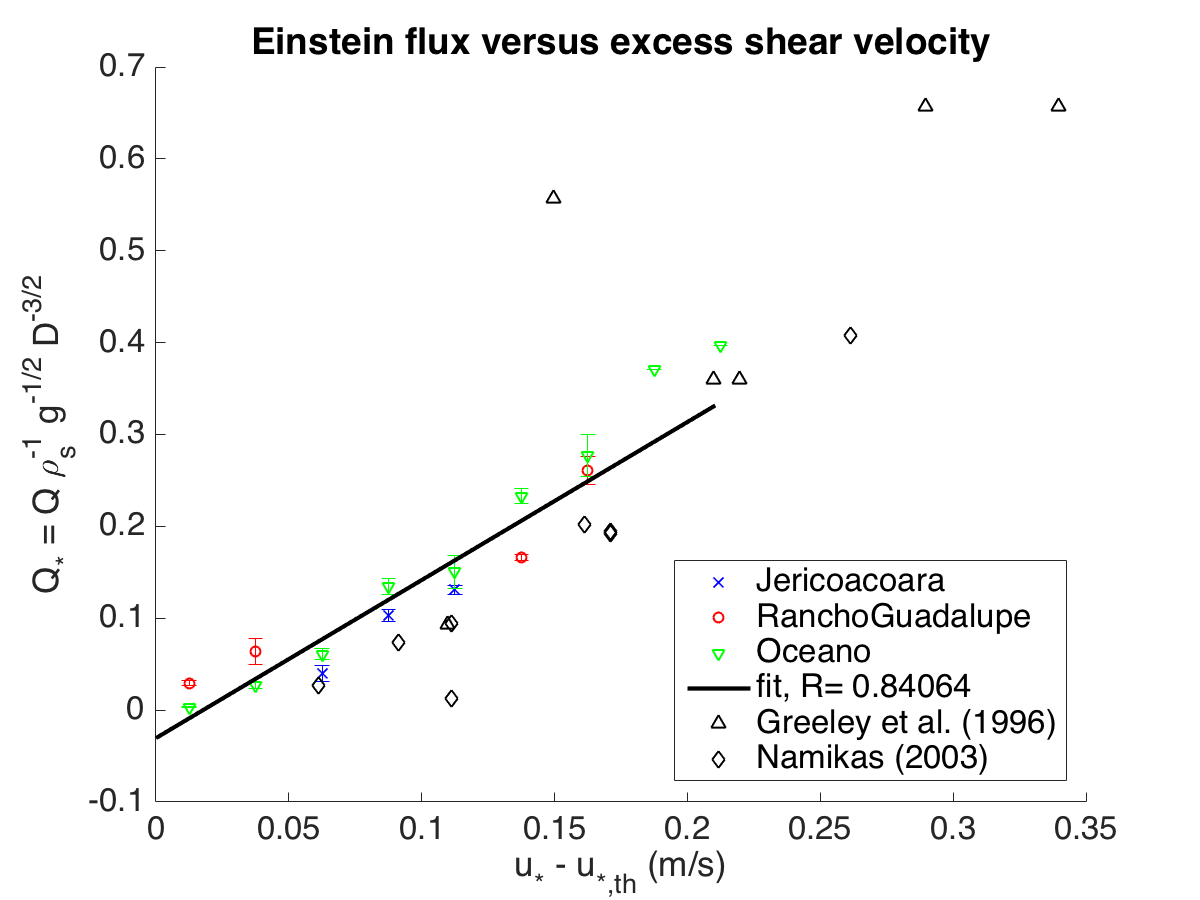 Einstein flux versus excess shear velocity
0.7
0.6
0.5
0.4
0.3
0.2
0.1
0
-0.1
Q* = Q ρs^-1 g^-1/2 D^-3/2
0 0.05 0.1 0.15 0.2 0.25 0.3 0.35
u* - u*,th (m/s)
Jericoacoara
RanchoGuadalupe
Oceano
fit, R= 0.84064
Greeley et al. (1996)
Namikas (2003)